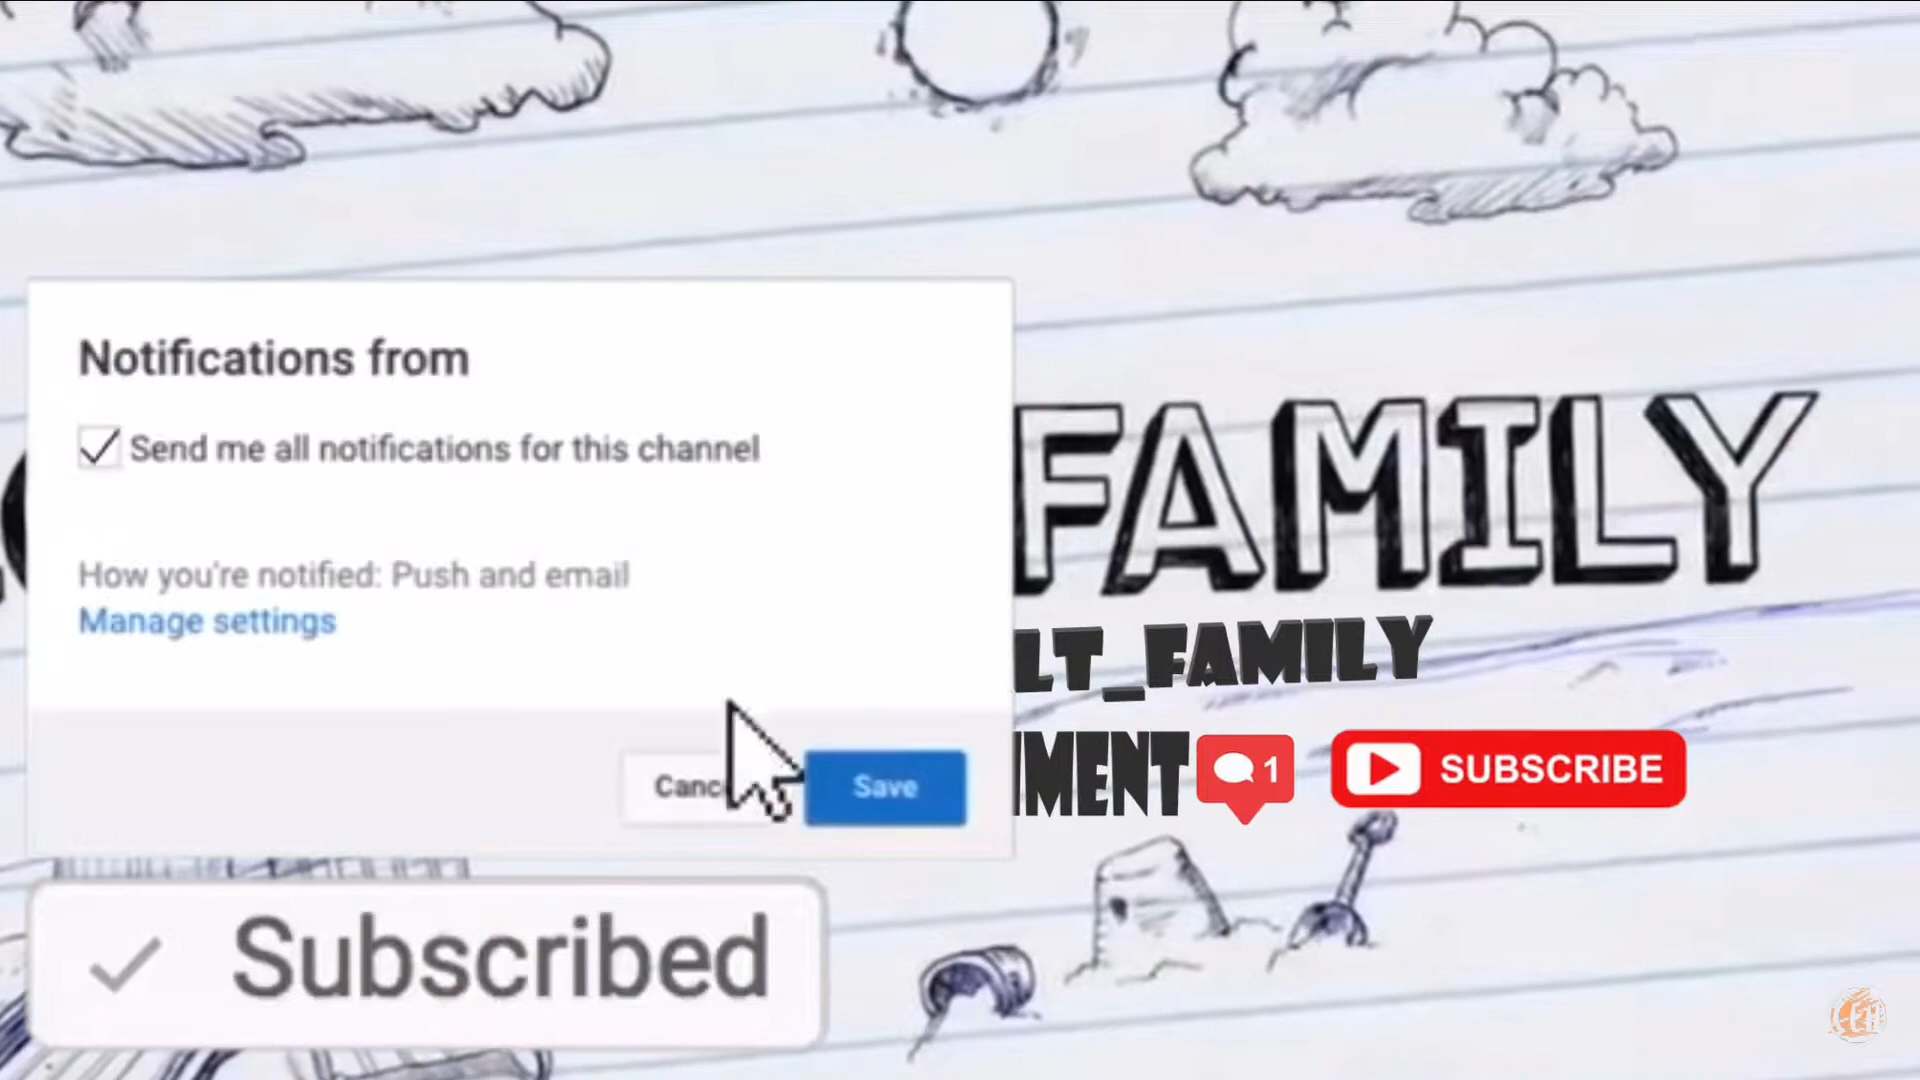 Notifications from
Send me all notifications for this channel
FAMILY
How you're notified: Push and email
Manage settings
LT_FAMILY
MENT
1
SUBSCRIBE
Save
Subscribed